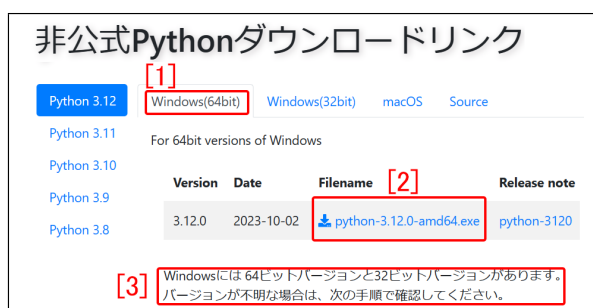 非公式Pythonダウンロードリンク
[1]
Python 3.12
Windows(64bit)
Windows(32bit)
macOS
Source
Python 3.11
For 64bit versions of Windows
Python 3.10
[2]
Version Date Filename Release note
Python 3.9
3.12.0 2023-10-02 python-3.12.0-amd64.exe python-3120
Python 3.8
[3]
Windowsには 64ビットバージョンと32ビットバージョンがあります。
バージョンが不明な場合は、次の手順で確認してください。